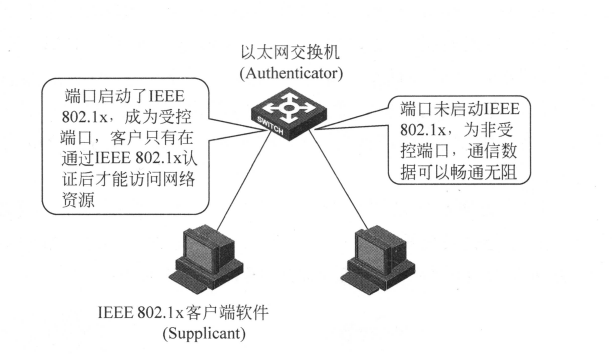 以太网交换机
(Authenticator)
端口启动了IEEE
802.1x，成为受控
端口，客户只有在
通过IEEE 802.1x认
证后才能访问网络
资源
SWITCH
端口未启动IEEE
802.1x，为非受
控端口，通信数
据可以畅通无阻
IEEE 802.1x客户端软件
(Supplicant)